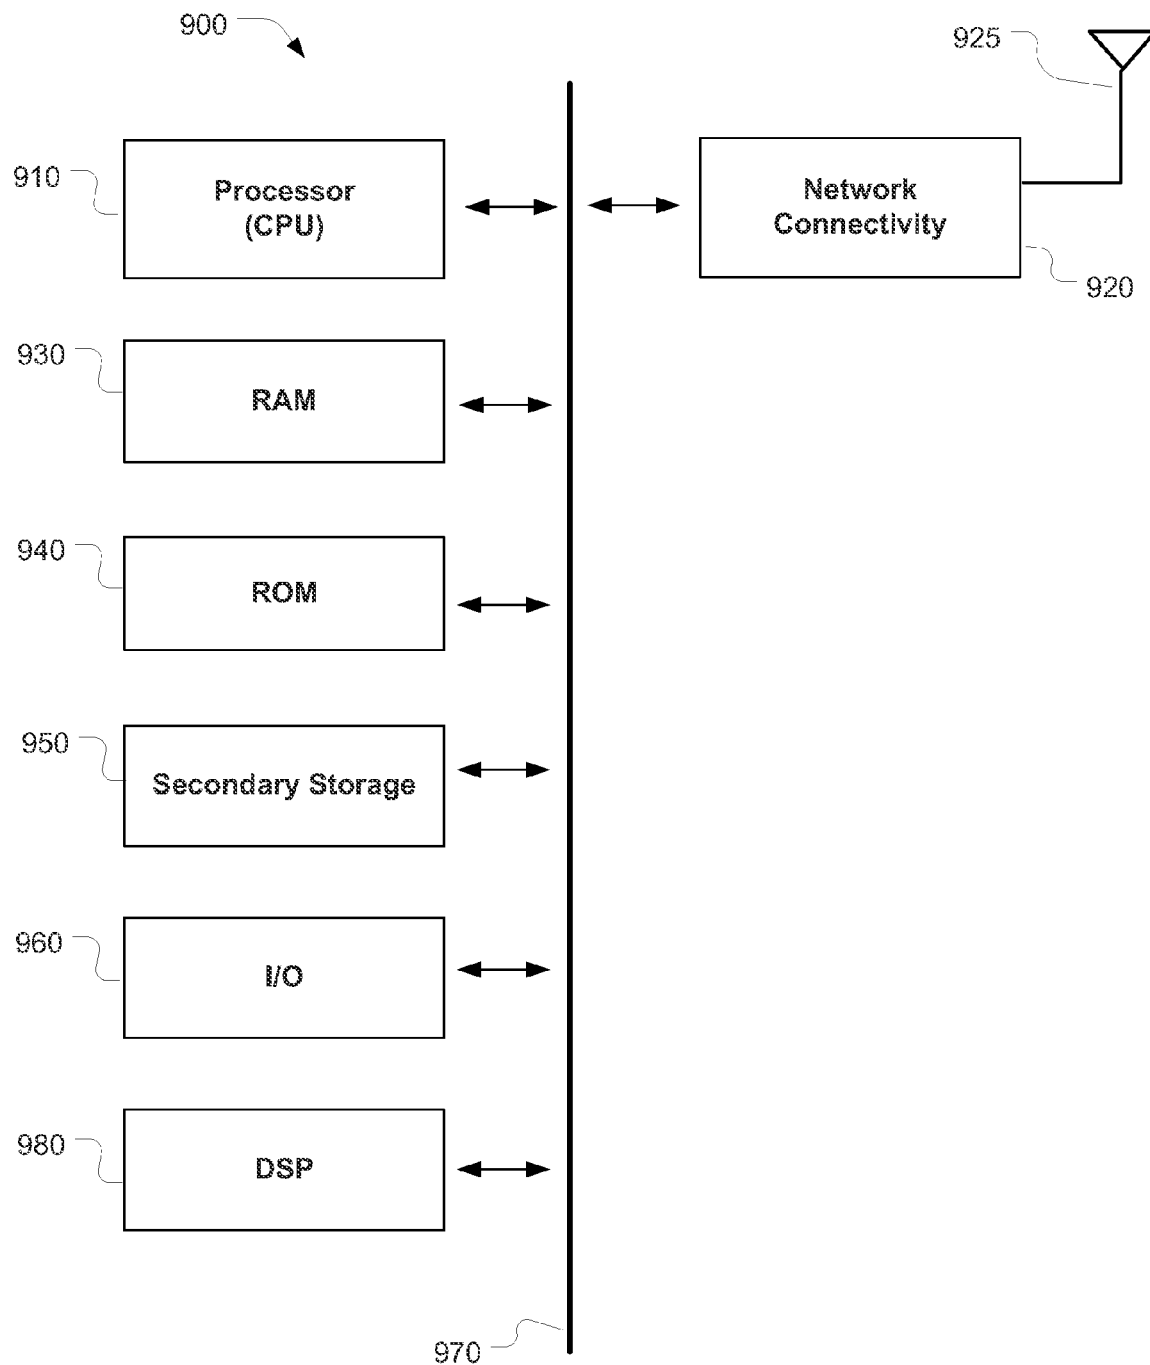 900
925
910
Processor
(CPU)
Network
Connectivity
920
930
RAM
940
ROM
950
Secondary Storage
960
I/O
980
DSP
970